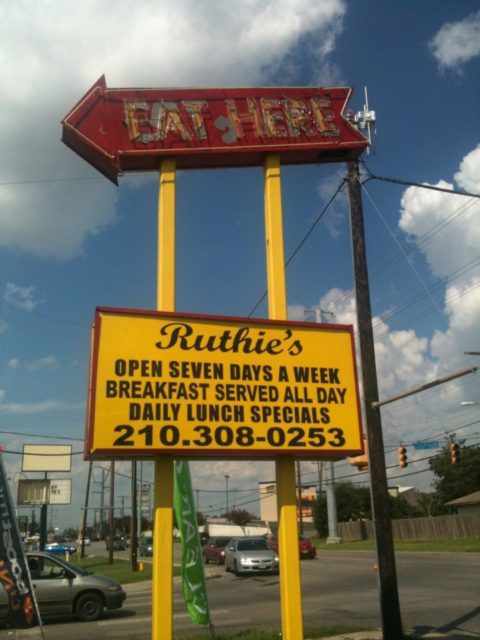 EAT HERE
Ruthie's
OPEN SEVEN DAYS A WEEK
BREAKFAST SERVED ALL DAY
DAILY LUNCH SPECIALS
210.308-0253